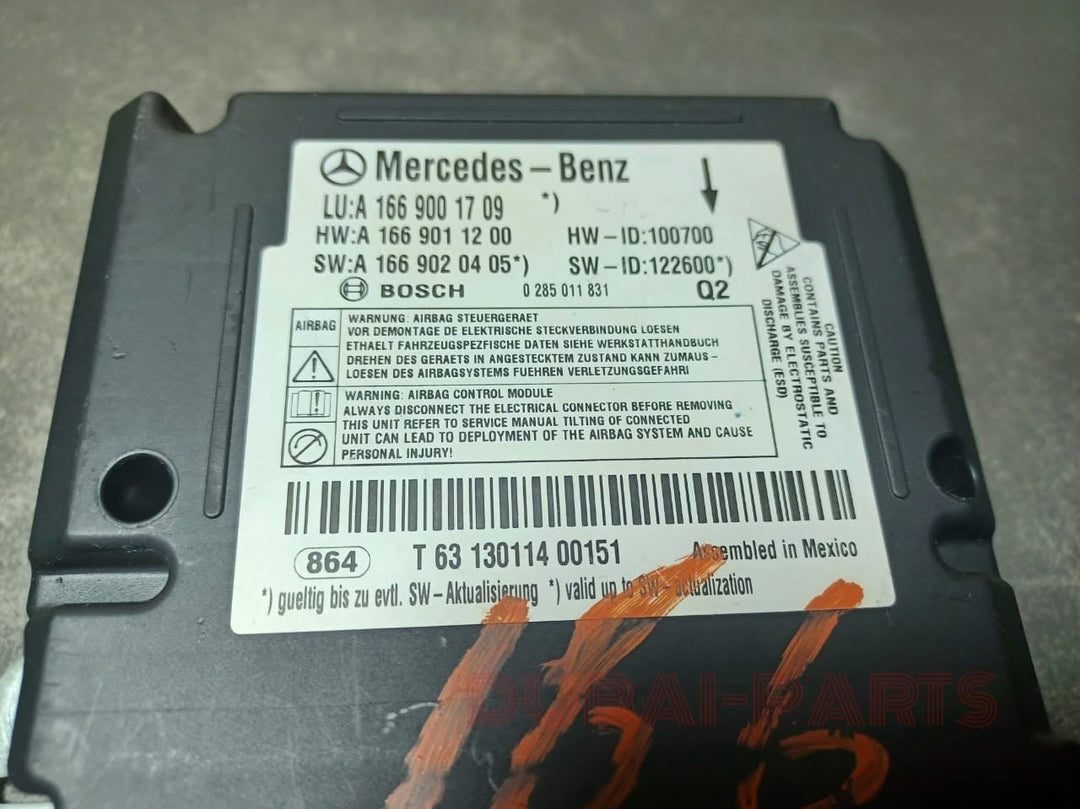 Mercedes-Benz
LU:A 166 900 17 09 *)
HW:A 166 901 12 00 HW-ID:100700
SW:A 166 902 04 05*) SW-ID:122600*)
BOSCH 0 285 011 831 Q2
AIRBAG
WARNUNG: AIRBAG STEUERGERAET
VOR DEMONTAGE DE ELEKTRISCHE STECKVERBINDUNG LOESEN
ETHAELT FAHRZEUGSPEZFISCHE DATEN SIEHE WERKSTATTHANDBUCH
DREHEN DES GERAETS IN ANGESTECKTEM ZUSTAND KANN ZUMAUS-
LOESEN DES AIRBAGSYSTEMS FUEHREN VERLETZUNGSGEFAHR!
WARNING: AIRBAG CONTROL MODULE
ALWAYS DISCONNECT THE ELECTRICAL CONNECTOR BEFORE REMOVING
THIS UNIT REFER TO SERVICE MANUAL TILTING OF CONNECTED
UNIT CAN LEAD TO DEPLOYMENT OF THE AIRBAG SYSTEM AND CAUSE
PERSONAL INJURY!
CAUTION
CONTAINS PARTS AND
ASSEMBLIES SUSCEPTIBLE TO
DAMAGE BY ELECTROSTATIC
DISCHARGE (ESD)
864 T 63 130114 00151 Assembled in Mexico
*) gueltig bis zu evtl. SW-Aktualisierung *) valid up to SW-actualization
166
DUBAI-PARTS